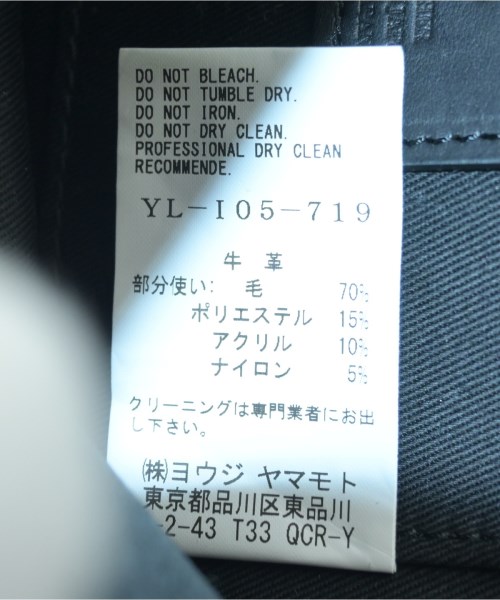 DO NOT BLEACH.
DO NOT TUMBLE DRY.
DO NOT IRON.
DO NOT DRY CLEAN.
PROFESSIONAL DRY CLEAN
RECOMMENDE.
YL-I05-719
牛 革
部分使い: 毛 70%
ポリエステル 15%
アクリル 10%
ナイロン 5%
クリーニングは専門業者にお出
し下さい。
㈱ヨウジ ヤマモト
東京都品川区東品川
-2-43 T33 QCR-Y